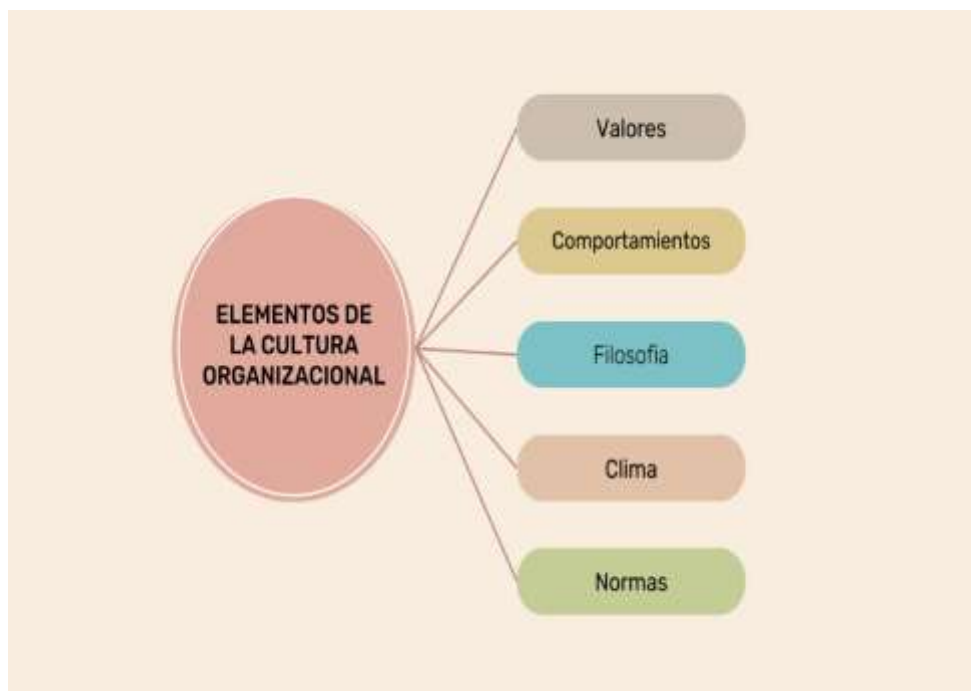 ELEMENTOS DE
LA CULTURA
ORGANIZACIONAL
Valores
Comportamientos
Filosofia
Clima
Normas